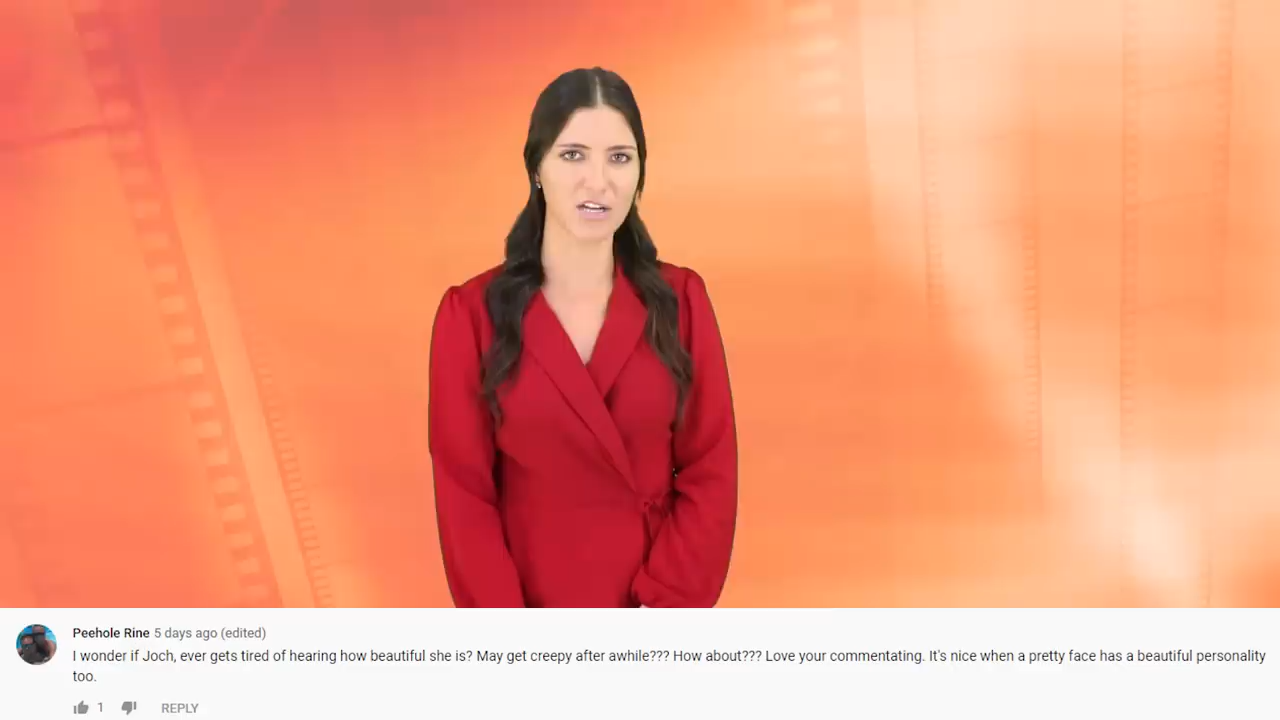 Peehole Rine 5 days ago (edited)
I wonder if Joch, ever gets tired of hearing how beautiful she is? May get creepy after awhile??? How about??? Love your commentating. It's nice when a pretty face has a beautiful personality
too.
1 REPLY